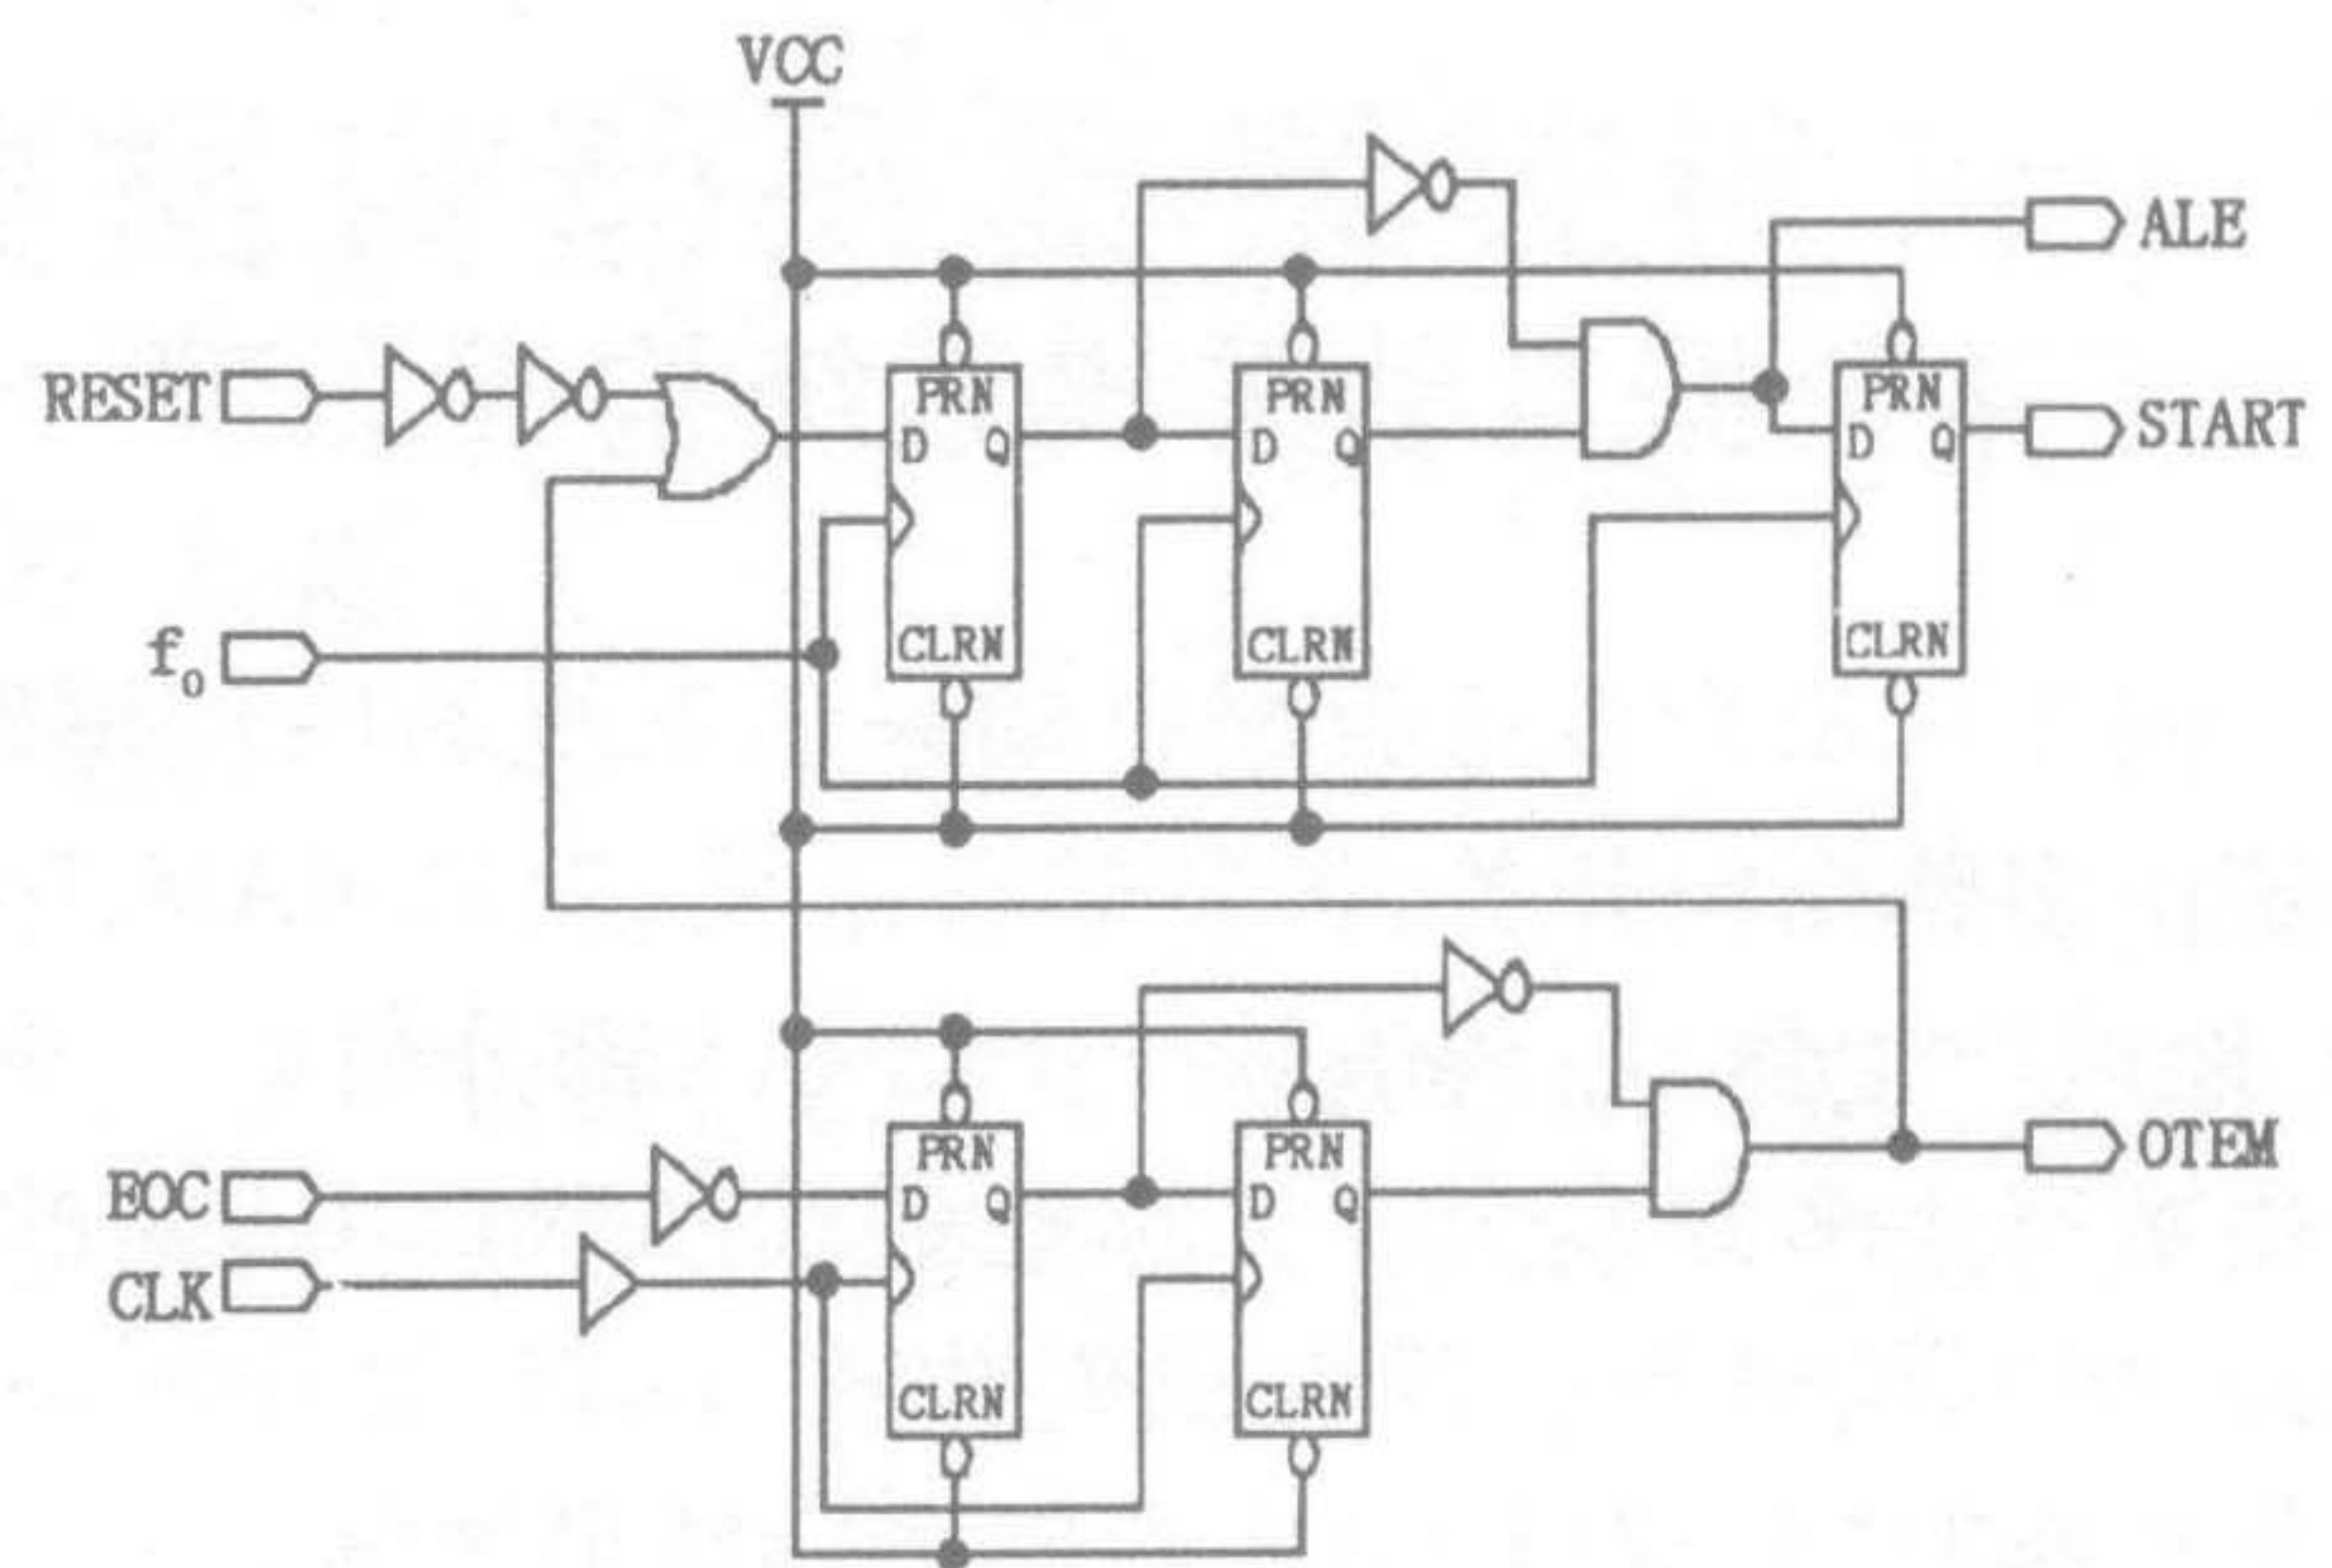 VCC
ALE
RESET
PRN
PRN
PRN
D Q
D Q
D Q
START
f0
CLRN
CLRN
CLRN
EOC
PRN
PRN
D Q
D Q
OTEM
CLK
CLRN
CLRN